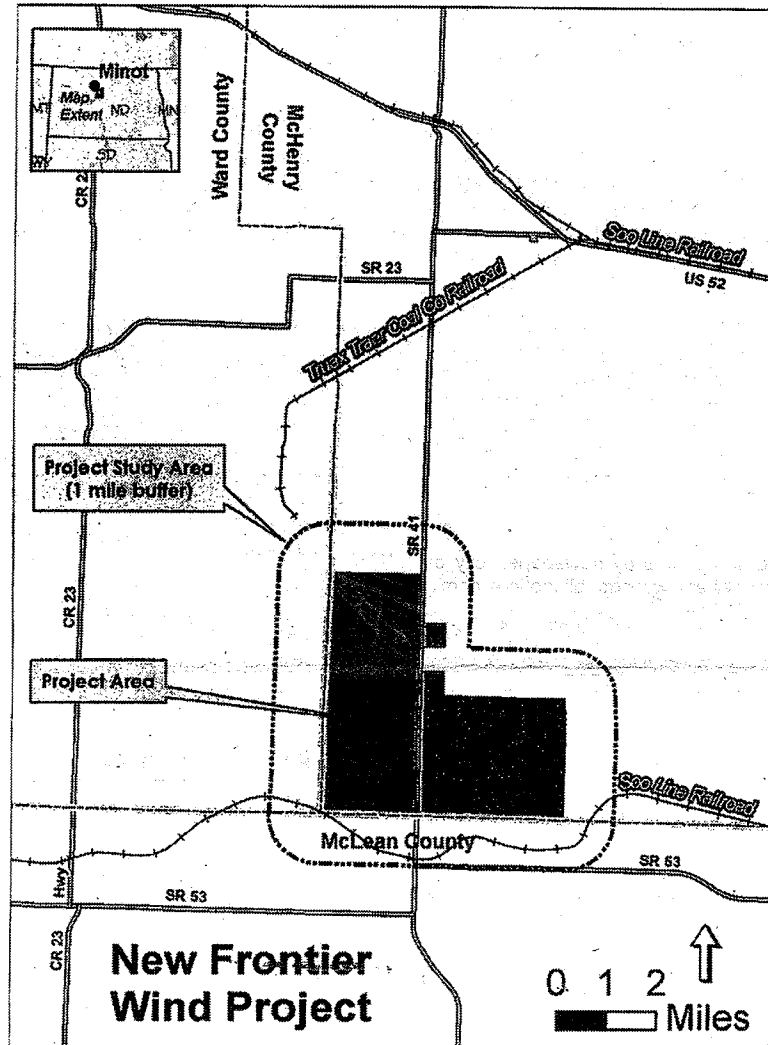 Minot
Map
Extent
MT
ND
MN
SD
WY
CR 2
Ward County
McHenry
County
Soo Line Railroad
US 52
SR 23
Truax Traer Coal Co Railroad
Project Study Area
(1 mile buffer)
SR 41
CR 23
Project Area
Soo Line Railroad
McLean County
SR 53
Hwy
SR 53
CR 23
New Frontier
Wind Project
0 1 2
Miles